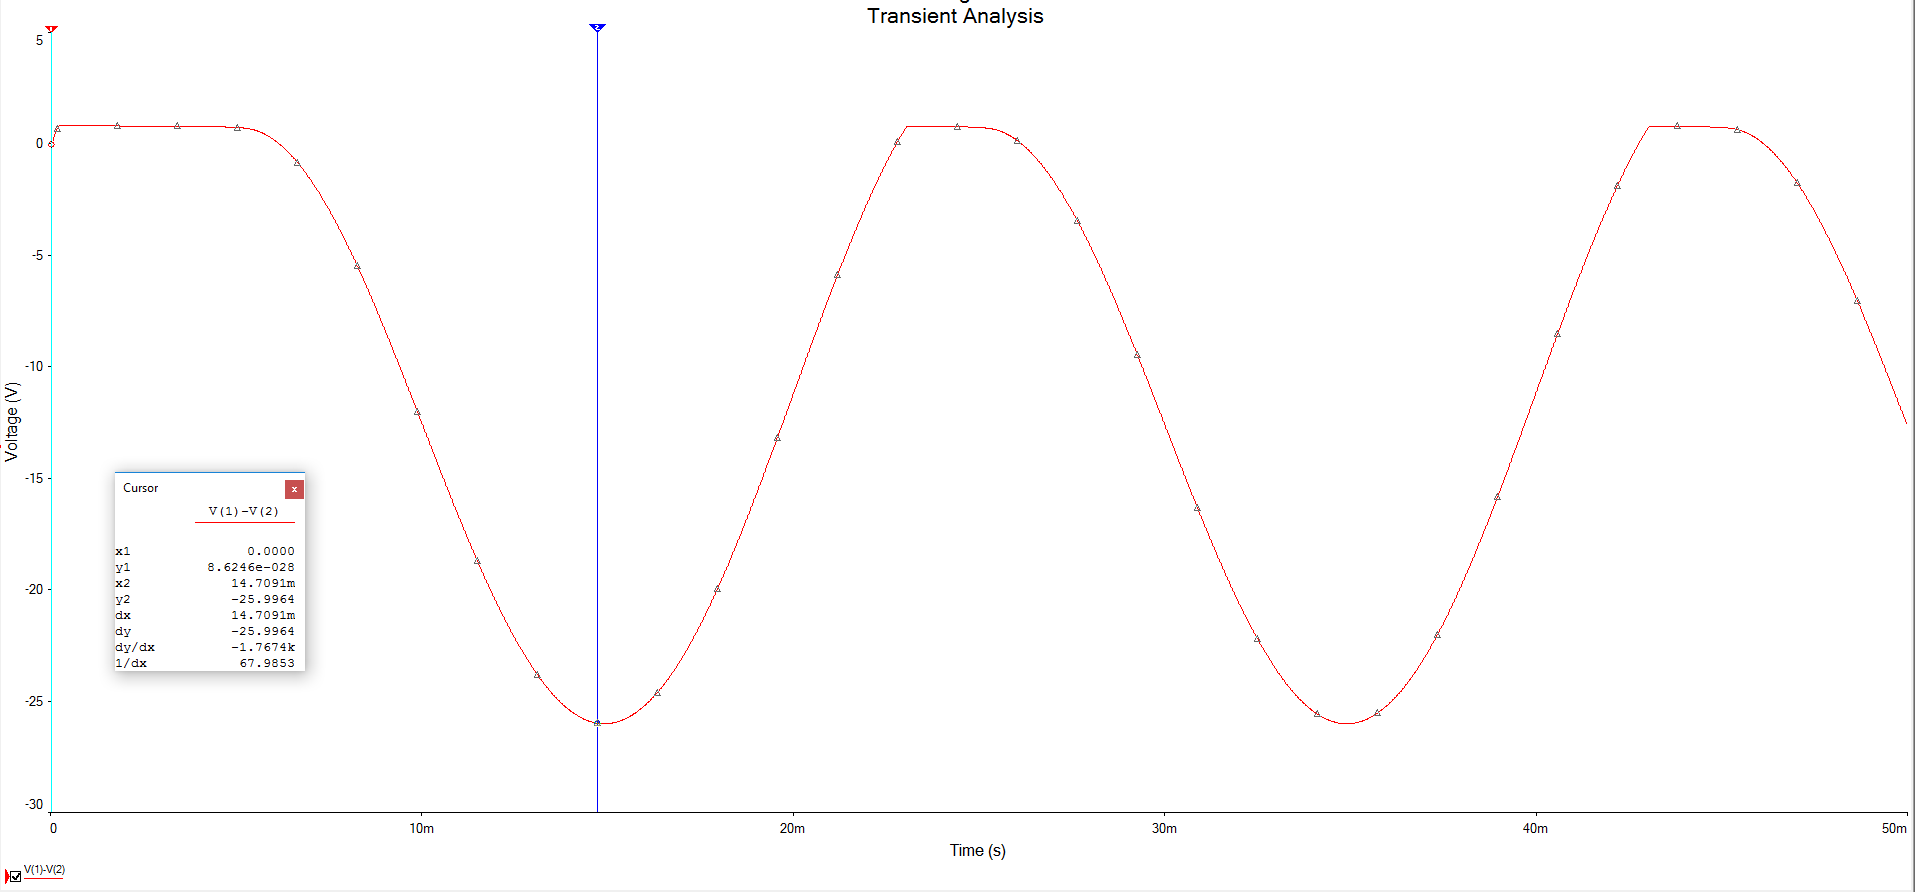 Transient Analysis
1
2
5
0
-5
-10
-15
-20
-25
-30
Voltage (V)
Cursor
x
V(1)-V(2)
x1 0.0000
y1 8.6246e-028
x2 14.7091m
y2 -25.9964
dx 14.7091m
dy -25.9964
dy/dx -1.7674k
1/dx 67.9853
0 10m 20m 30m 40m 50m
Time (s)
V(1)-V(2)